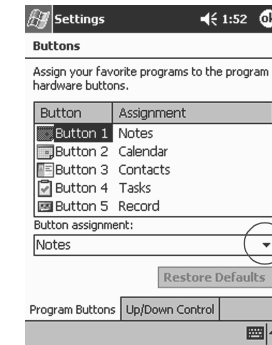 Settings 1:52 ok
Buttons
Assign your favorite programs to the program
hardware buttons.
Button Assignment
Button 1 Notes
Button 2 Calendar
Button 3 Contacts
Button 4 Tasks
Button 5 Record
Button assignment:
Notes
Restore Defaults
Program Buttons Up/Down Control